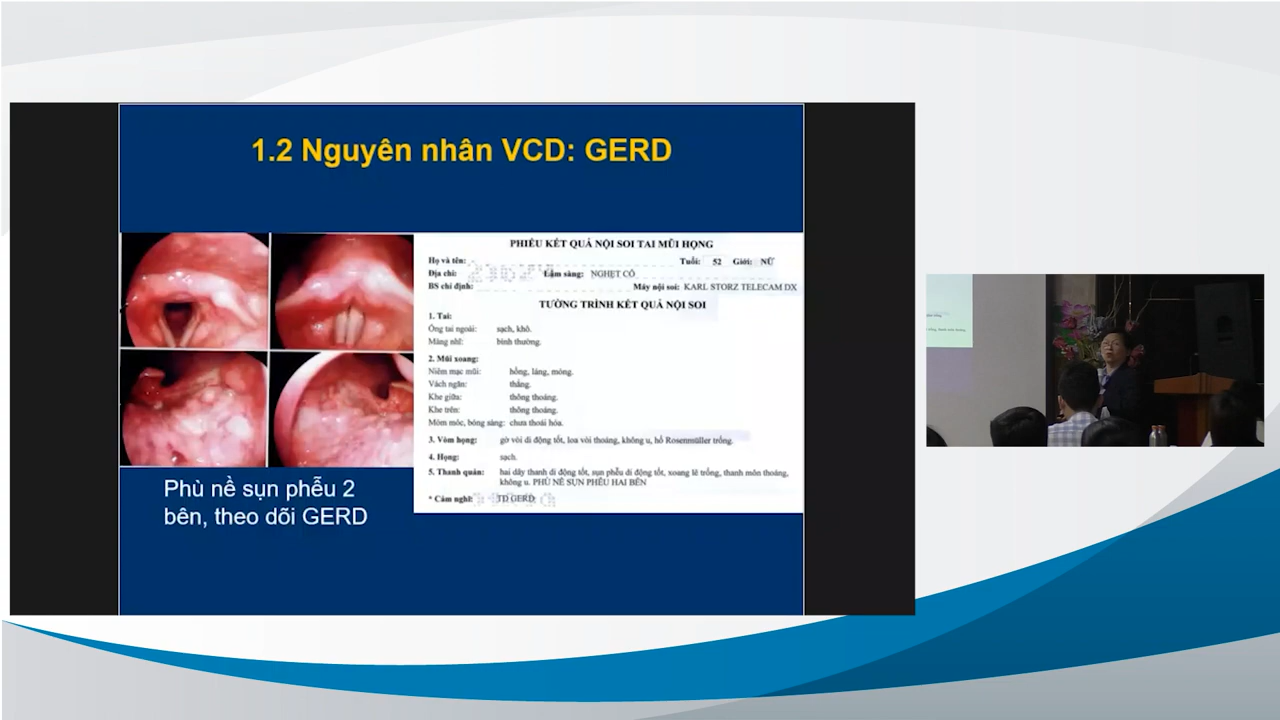 1.2 Nguyên nhân VCD: GERD
PHIẾU KẾT QUẢ NỘI SOI TAI MŨI HỌNG
Họ và tên: Tuổi: 52 Giới: NỮ
Địa chỉ: Lâm sàng: NGHẸT CỔ
BS chỉ định: Máy nội soi: KARL STORZ TELECAM DX
TƯỜNG TRÌNH KẾT QUẢ NỘI SOI
1. Tai:
Ống tai ngoài: sạch, khô.
Màng nhĩ: bình thường.
2. Mũi xoang:
Niêm mạc mũi: hồng, láng, mỏng.
Vách ngăn: thẳng.
Khe giữa: thông thoáng.
Khe trên: thông thoáng.
Mỏm móc, bóng sàng: chưa thoái hóa.
3. Vòm họng: gờ vòi di động tốt, loa vòi thoáng, không u, hố Rosenmüller trống.
4. Họng: sạch.
5. Thanh quản: hai dây thanh di động tốt, sụn phễu di động tốt, xoang lê trống, thanh môn thoáng,
không u. PHÙ NỀ SỤN PHỄU HAI BÊN
* Cảm nghĩ: TD GERD
Phù nề sụn phễu 2
bên, theo dõi GERD